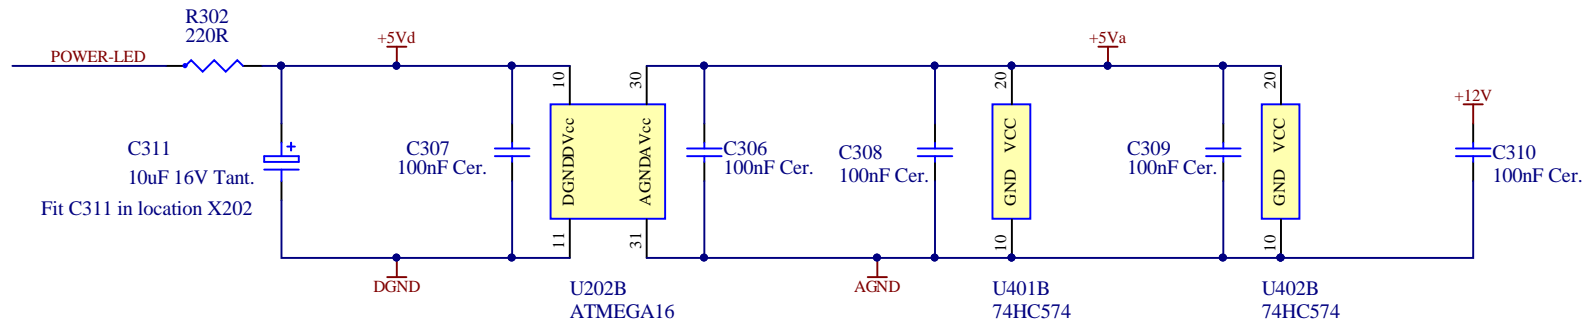 R302
220R
POWER-LED
+5Vd
+5Va
+12V
10
30
20
20
C311
10uF 16V Tant.
Fit C311 in location X202
C307
100nF Cer.
DGND DVcc
AGND AVcc
C306
100nF Cer.
C308
100nF Cer.
GND VCC
C309
100nF Cer.
GND VCC
C310
100nF Cer.
11
31
10
10
DGND
AGND
U202B
ATMEGA16
U401B
74HC574
U402B
74HC574